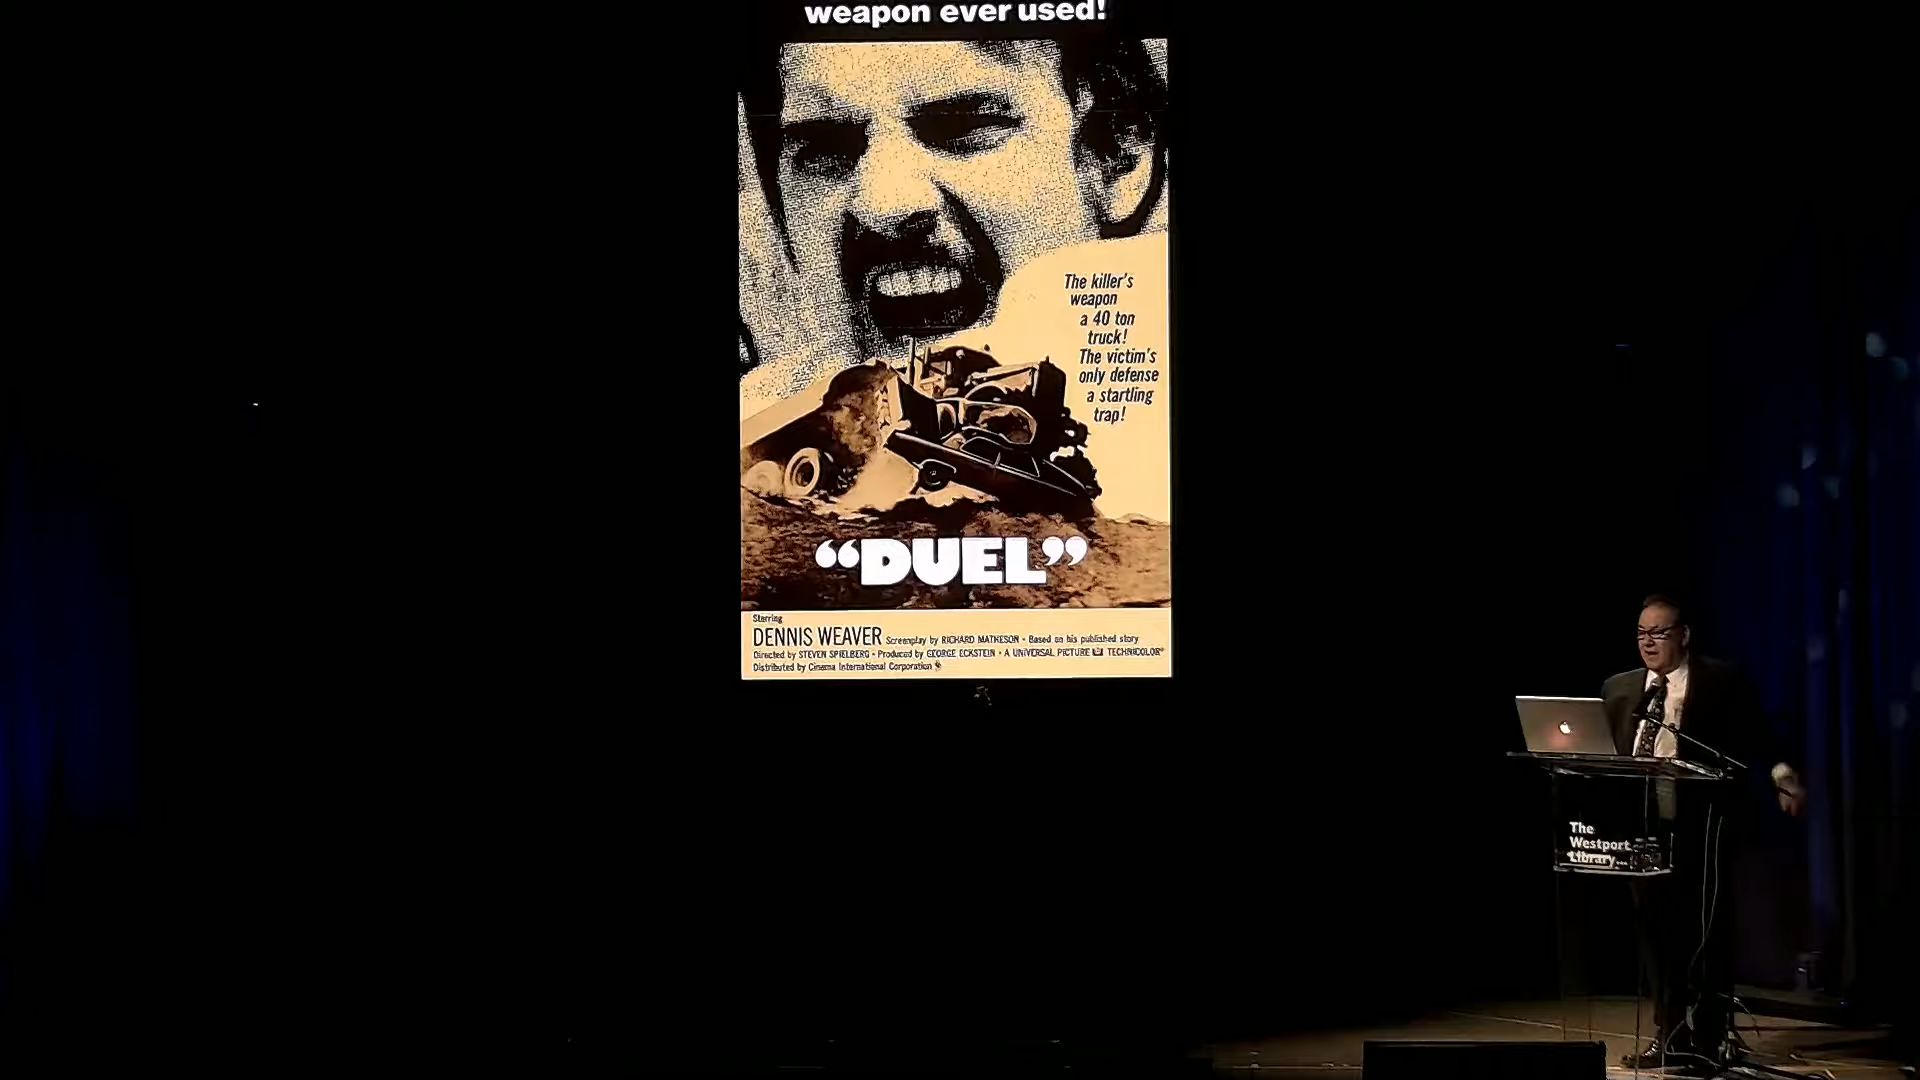 weapon ever used!
The killer's
weapon
a 40 ton
truck!
The victim's
only defense
a startling
trap!
“DUEL”
Starring
DENNIS WEAVER Screenplay by RICHARD MATHESON • Based on his published story
Directed by STEVEN SPIELBERG • Produced by GEORGE ECKSTEIN • A UNIVERSAL PICTURE TECHNICOLOR®
Distributed by Cinema International Corporation
The
Westport
Library